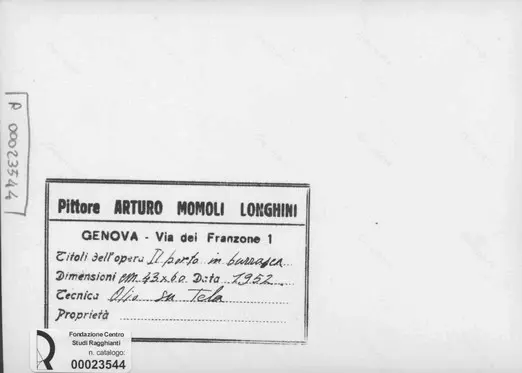 P 00023544
Pittore ARTURO MOMOLI LONGHINI
GENOVA - Via dei Franzone 1
Titoli dell'opera Il porto in burrasca
Dimensioni cm. 43x60 Data 1952
Tecnica Olio su Tela
Proprietà
Fondazione Centro
Studi Ragghianti
n. catalogo:
00023544